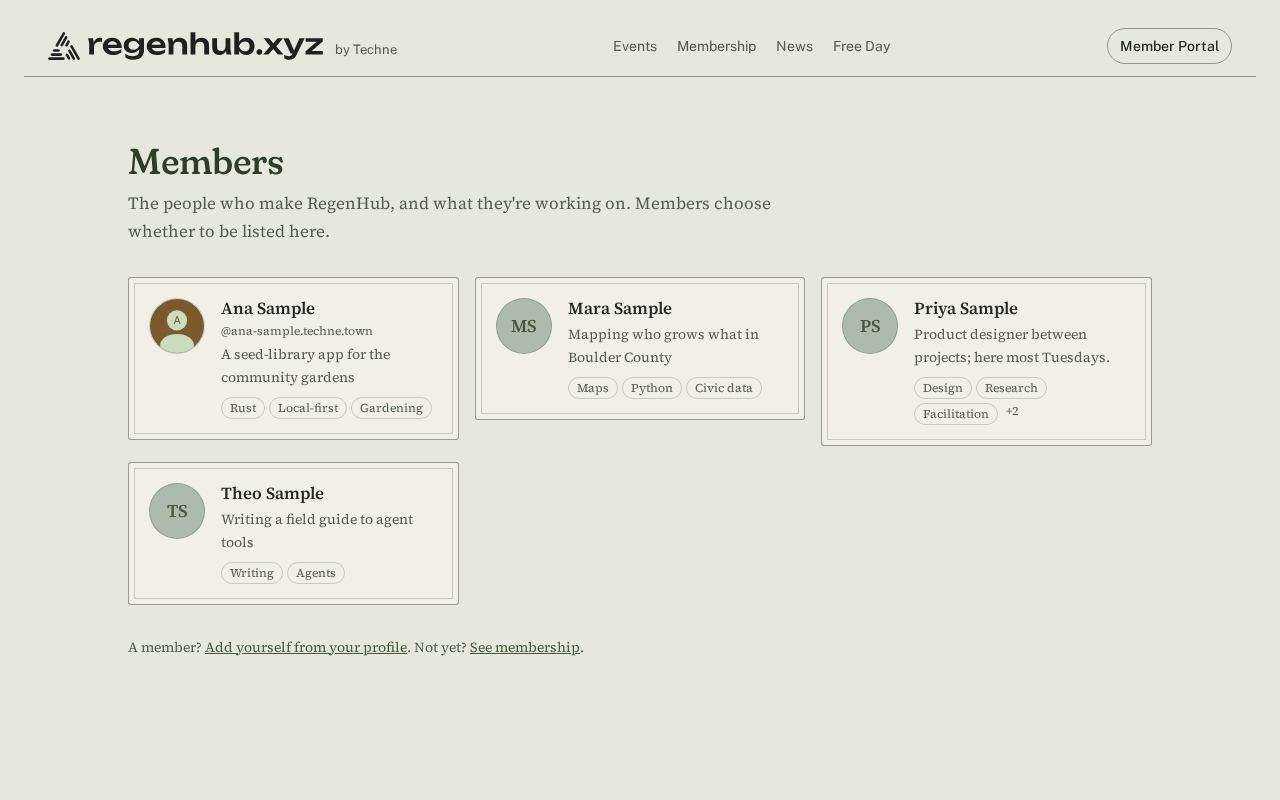 regenhub.xyz by Techne
Events Membership News Free Day
Member Portal
Members
The people who make RegenHub, and what they're working on. Members choose
whether to be listed here.
A
Ana Sample
@ana-sample.techne.town
A seed-library app for the
community gardens
Rust Local-first Gardening
MS
Mara Sample
Mapping who grows what in
Boulder County
Maps Python Civic data
PS
Priya Sample
Product designer between
projects; here most Tuesdays.
Design Research
Facilitation +2
TS
Theo Sample
Writing a field guide to agent
tools
Writing Agents
A member? Add yourself from your profile. Not yet? See membership.